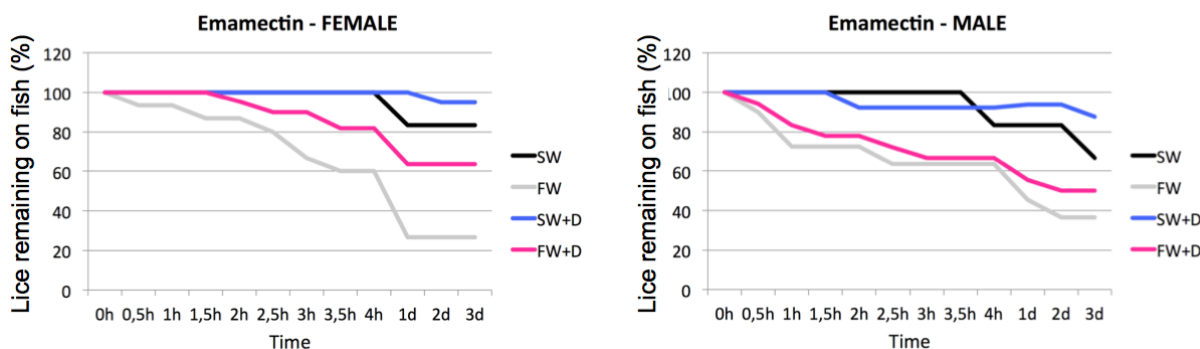 Emamectin - FEMALE
Lice remaining on fish (%)
120
100
80
60
40
20
0
0h 0,5h 1h 1,5h 2h 2,5h 3h 3,5h 4h 1d 2d 3d
Time
SW
FW
SW+D
FW+D
Emamectin - MALE
Lice remaining on fish (%)
120
100
80
60
40
20
0
0h 0,5h 1h 1,5h 2h 2,5h 3h 3,5h 4h 1d 2d 3d
Time
SW
FW
SW+D
FW+D